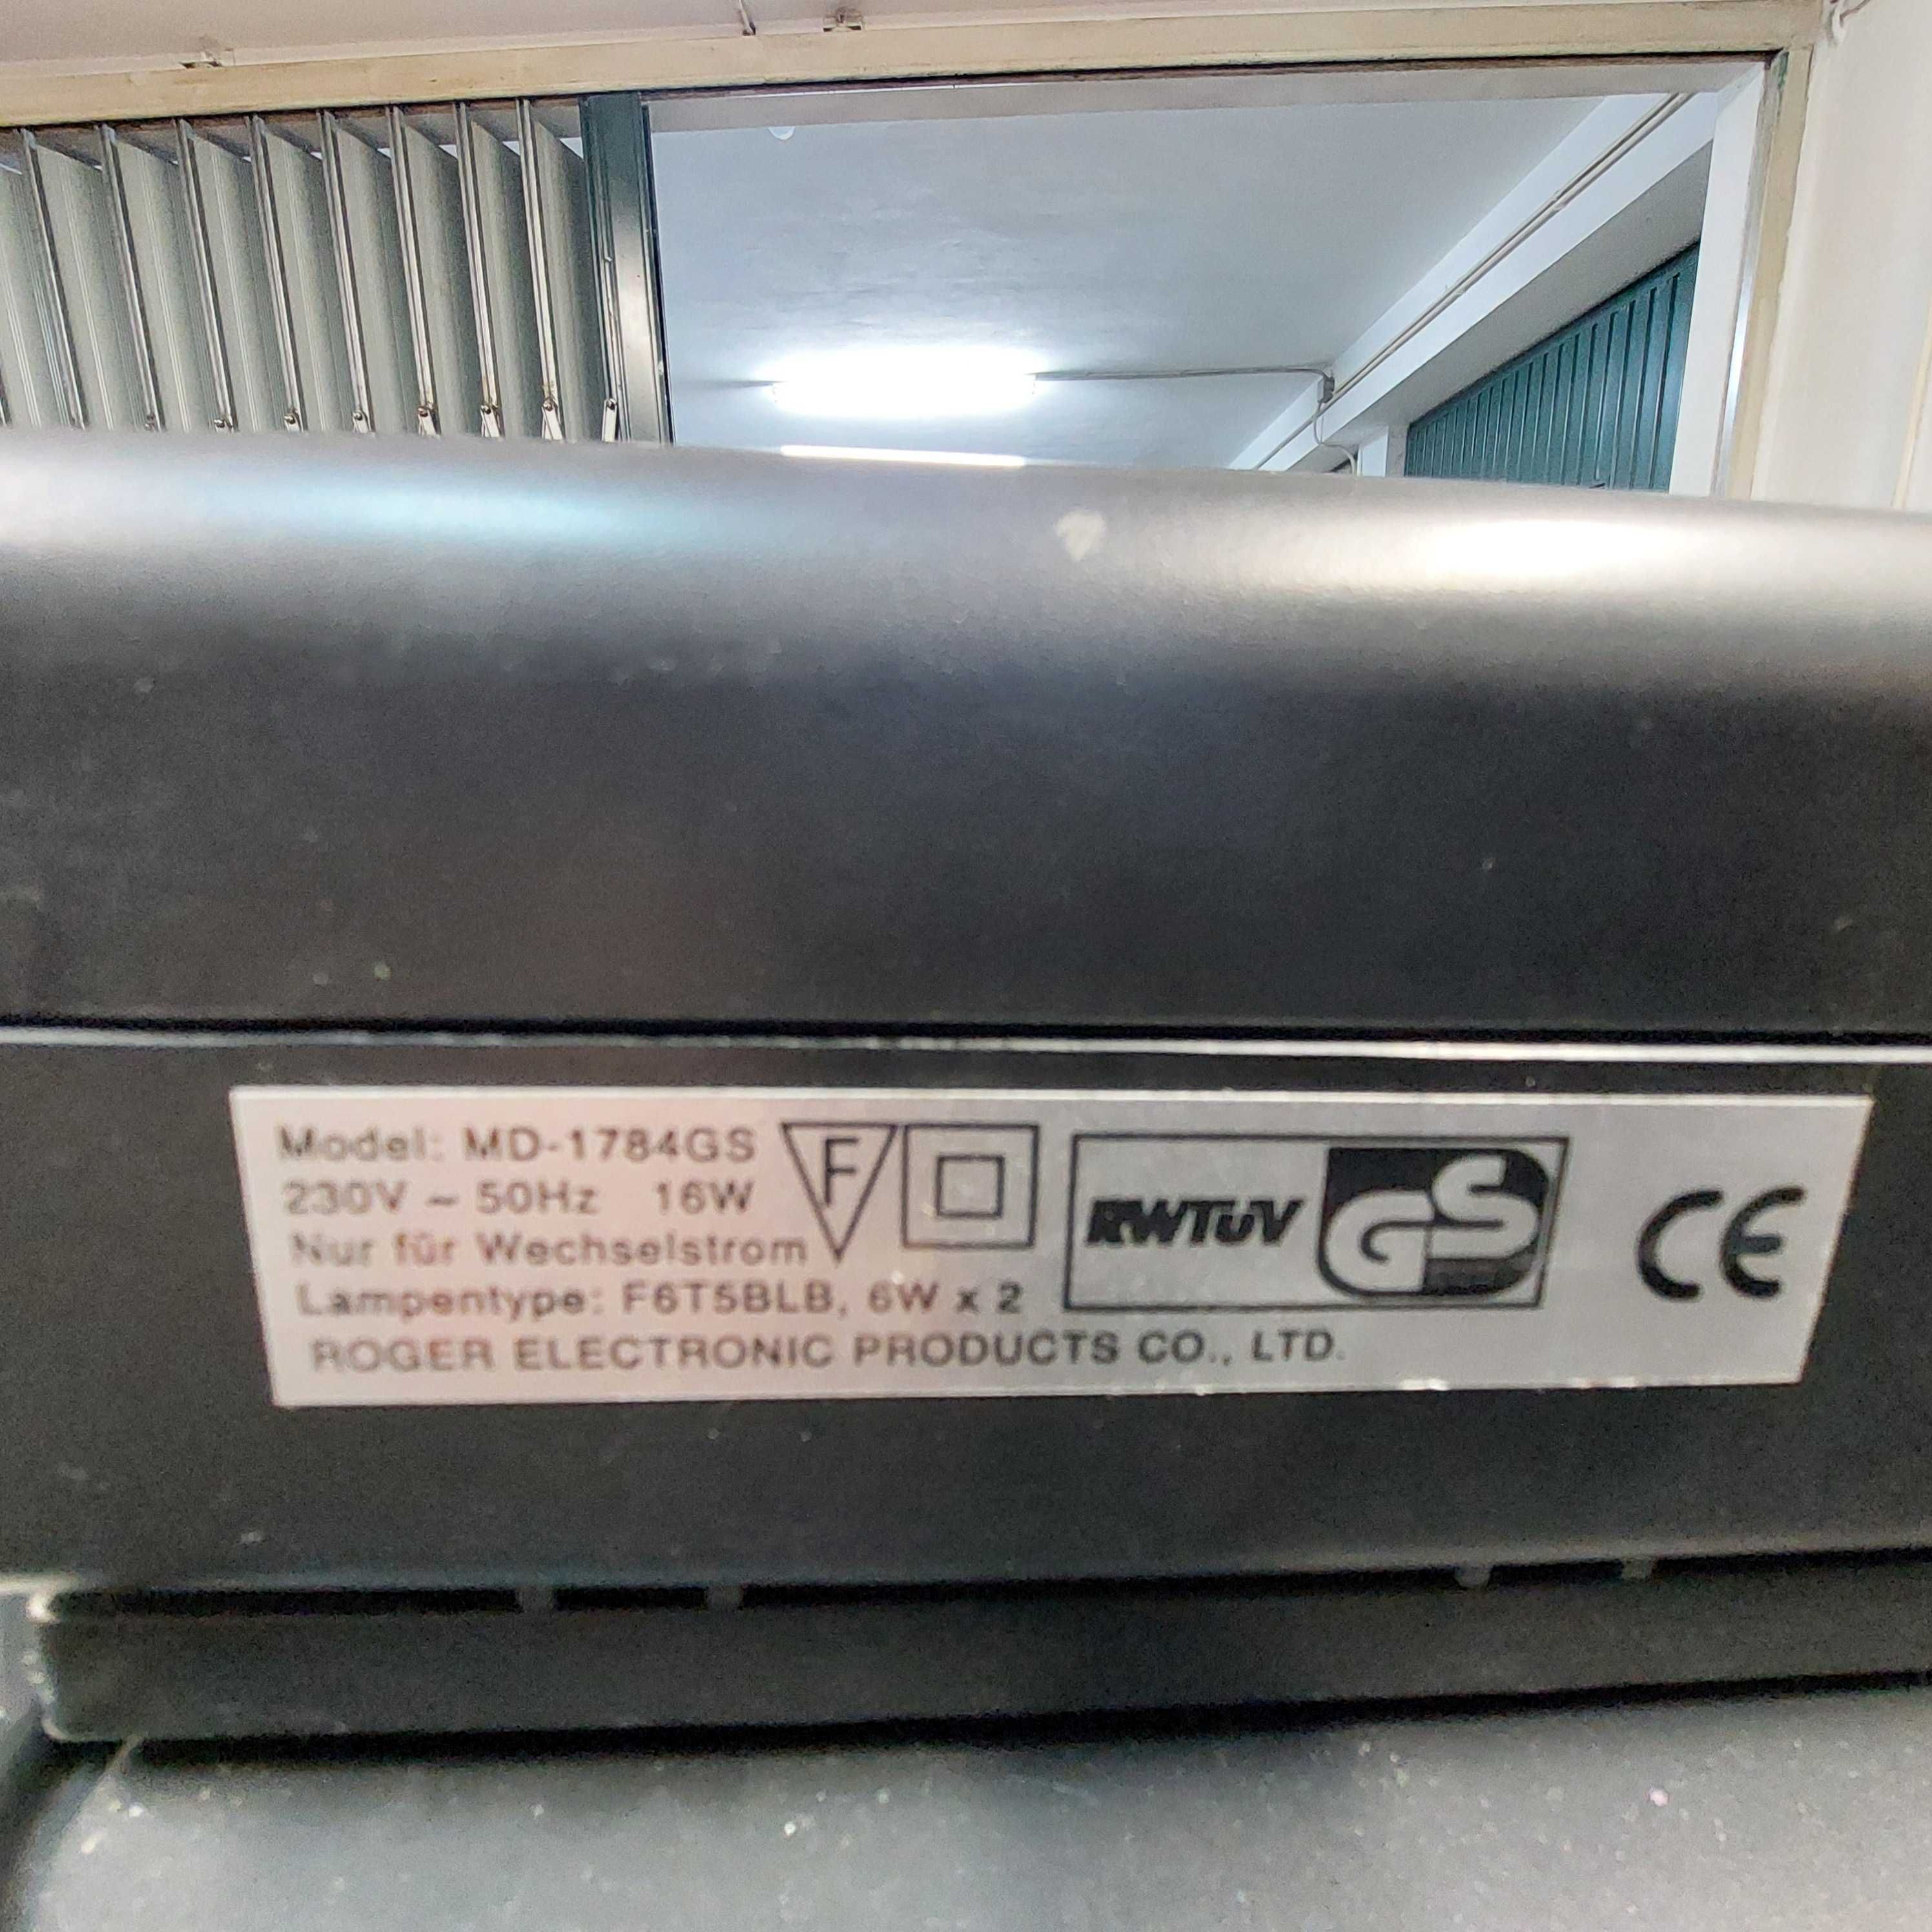 Model: MD-1784GS
230V ~ 50Hz 16W
Nur für Wechselstrom
Lampentype: F6T5BLB, 6W x 2
ROGER ELECTRONIC PRODUCTS CO., LTD.
F
RWTÜV GS
CE